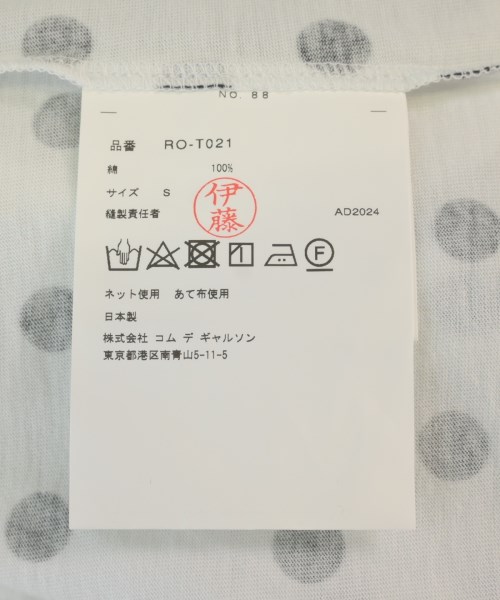 NO. 88
品番 RO-T021
綿 100%
サイズ S
伊藤
縫製責任者 AD2024
F
ネット使用 あて布使用
日本製
株式会社 コム デ ギャルソン
東京都港区南青山5-11-5